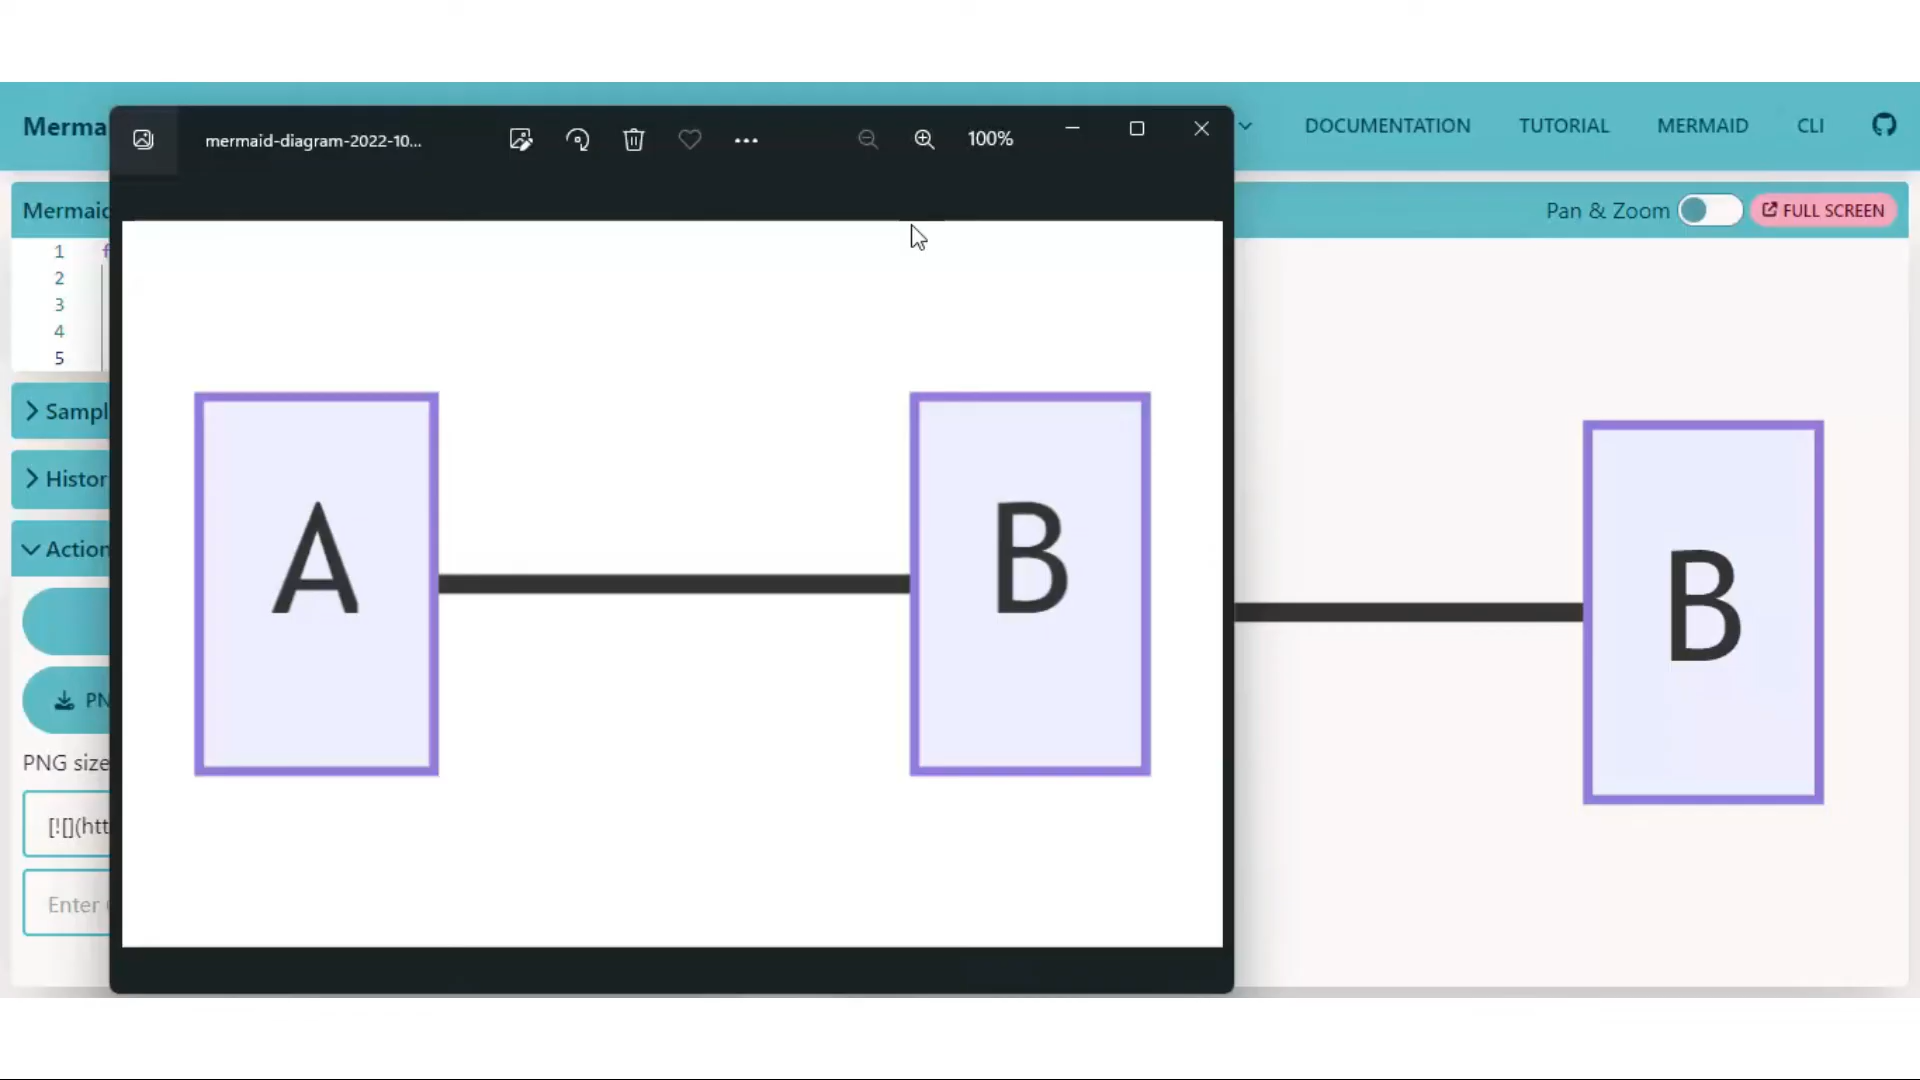 Merma
mermaid-diagram-2022-10...
100%
DOCUMENTATION
TUTORIAL
MERMAID
CLI
Mermaid
Pan & Zoom
FULL SCREEN
1 f
2
3
4
5
Sampl
Histor
Action
A
B
B
PN
PNG size
[![](htt
Enter